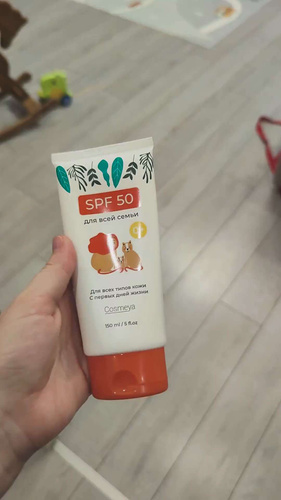 SPF 50
для всей семьи
Для всех типов кожи
С первых дней жизни
Cosmeya
150 ml / 5 fl.oz